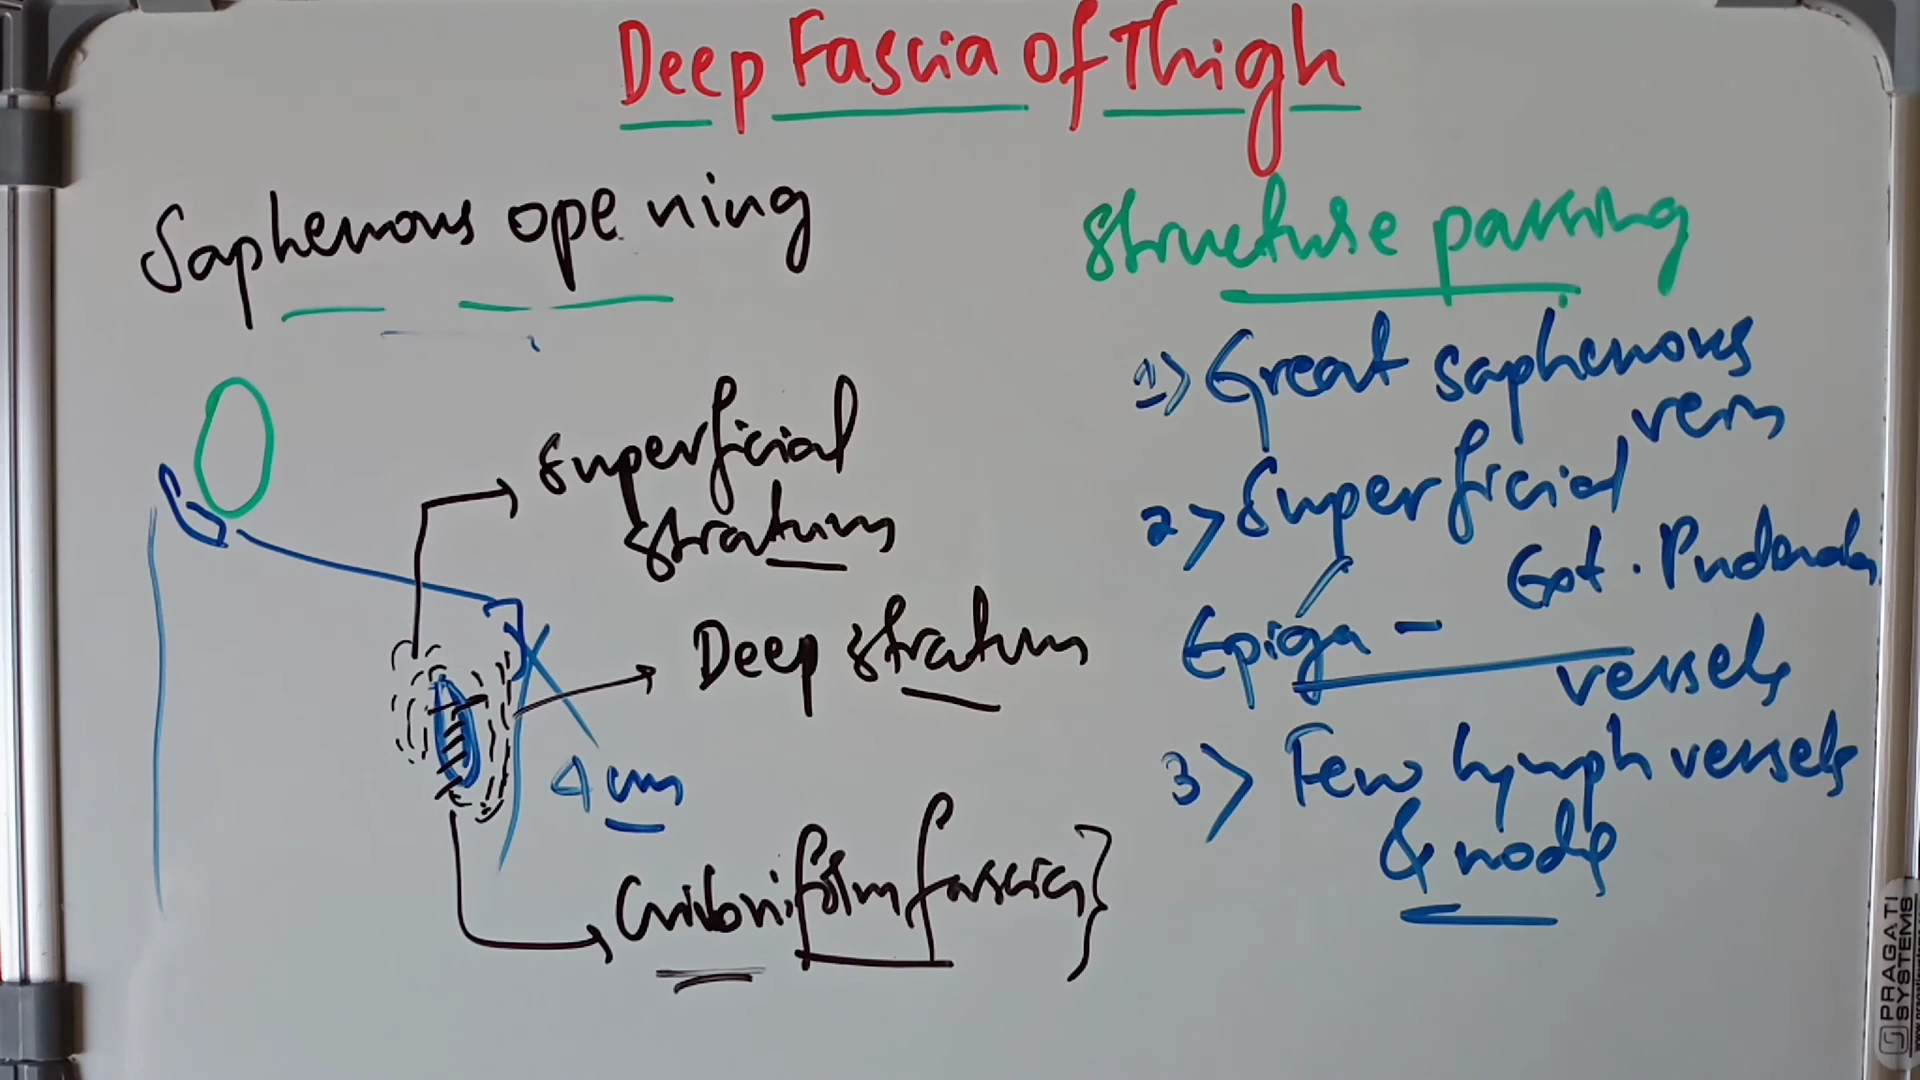 Deep Fascia of Thigh
Saphenous opening
Superficial
stratum
Deep stratum
4 cm
Cribriform fascia
Structure passing
1> Great saphenous
vein
2> Superficial
Ext. Pudendal
Epiga -
vessels
3> Few lymph vessels
& node
PRAGATI
SYSTEMS